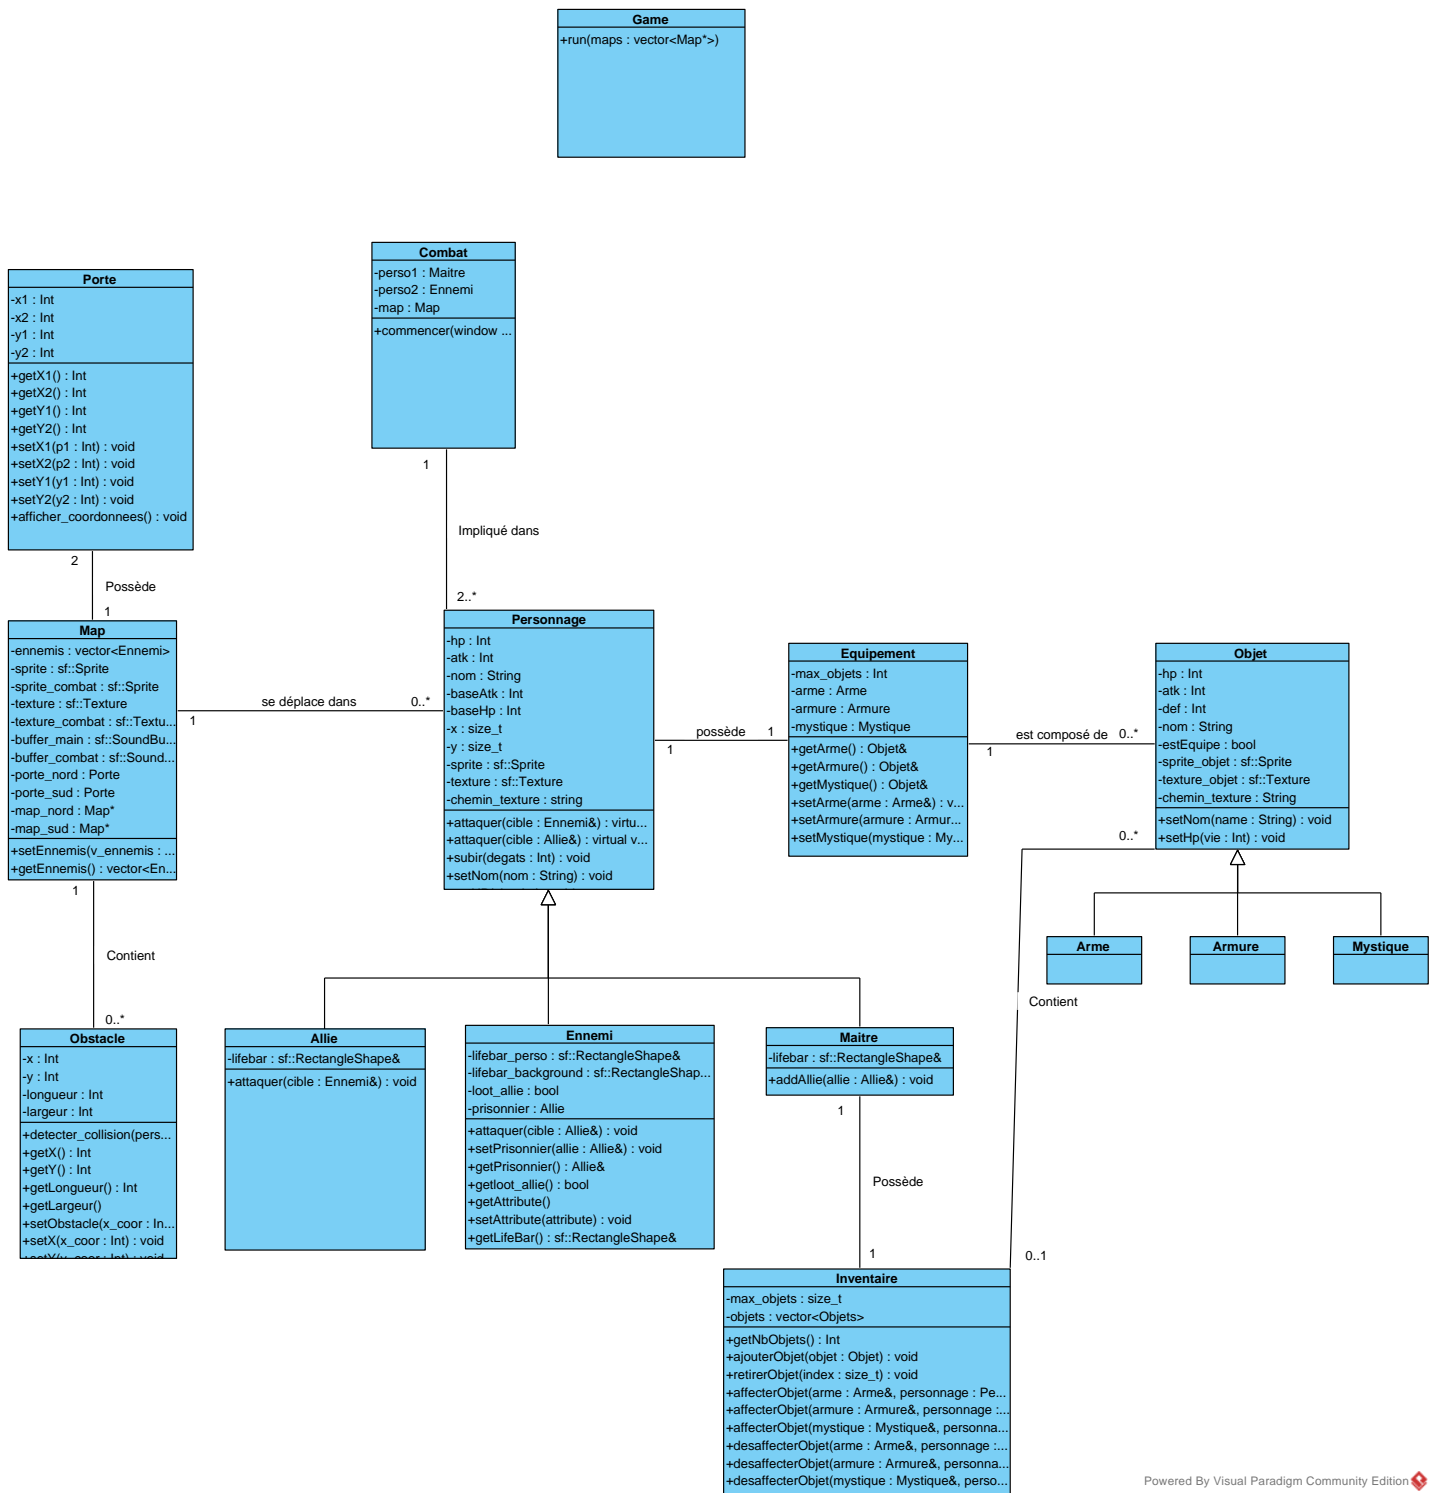 Game
+run(maps : vector<Map*>)
Combat
-perso1 : Maitre
-perso2 : Ennemi
-map : Map
+commencer(window ...
Porte
-x1 : Int
-x2 : Int
-y1 : Int
-y2 : Int
+getX1() : Int
+getX2() : Int
+getY1() : Int
+getY2() : Int
+setX1(p1 : Int) : void
+setX2(p2 : Int) : void
+setY1(y1 : Int) : void
+setY2(y2 : Int) : void
+afficher_coordonnees() : void
1
Impliqué dans
2..*
2
Possède
1
Map
-ennemis : vector<Ennemi>
-sprite : sf::Sprite
-sprite_combat : sf::Sprite
-texture : sf::Texture
-texture_combat : sf::Textu...
-buffer_main : sf::SoundBu...
-buffer_combat : sf::Sound...
-porte_nord : Porte
-porte_sud : Porte
-map_nord : Map*
-map_sud : Map*
+setEnnemis(v_ennemis : ...
+getEnnemis() : vector<En...
se déplace dans
1
0..*
Personnage
-hp : Int
-atk : Int
-nom : String
-baseAtk : Int
-baseHp : Int
-x : size_t
-y : size_t
-sprite : sf::Sprite
-texture : sf::Texture
-chemin_texture : string
+attaquer(cible : Ennemi&) : virtu...
+attaquer(cible : Allie&) : virtual v...
+subir(degats : Int) : void
+setNom(nom : String) : void
possède
1
1
Equipement
-max_objets : Int
-arme : Arme
-armure : Armure
-mystique : Mystique
+getArme() : Objet&
+getArmure() : Objet&
+getMystique() : Objet&
+setArme(arme : Arme&) : v...
+setArmure(armure : Armur...
+setMystique(mystique : My...
est composé de
1
0..*
Objet
-hp : Int
-atk : Int
-def : Int
-nom : String
-estEquipe : bool
-sprite_objet : sf::Sprite
-texture_objet : sf::Texture
-chemin_texture : String
+setNom(name : String) : void
+setHp(vie : Int) : void
0..*
Arme
Armure
Mystique
Contient
0..1
1
Contient
0..*
Obstacle
-x : Int
-y : Int
-longueur : Int
-largeur : Int
+detecter_collision(pers...
+getX() : Int
+getY() : Int
+getLongueur() : Int
+getLargeur()
+setObstacle(x_coor : In...
+setX(x_coor : Int) : void
+setY(y_coor : Int) : void
Allie
-lifebar : sf::RectangleShape&
+attaquer(cible : Ennemi&) : void
Ennemi
-lifebar_perso : sf::RectangleShape&
-lifebar_background : sf::RectangleShap...
-loot_allie : bool
-prisonnier : Allie
+attaquer(cible : Allie&) : void
+setPrisonnier(allie : Allie&) : void
+getPrisonnier() : Allie&
+getloot_allie() : bool
+getAttribute()
+setAttribute(attribute) : void
+getLifeBar() : sf::RectangleShape&
Maitre
-lifebar : sf::RectangleShape&
+addAllie(allie : Allie&) : void
1
Possède
1
Inventaire
-max_objets : size_t
-objets : vector<Objets>
+getNbObjets() : Int
+ajouterObjet(objet : Objet) : void
+retirerObjet(index : size_t) : void
+affecterObjet(arme : Arme&, personnage : Pe...
+affecterObjet(armure : Armure&, personnage :...
+affecterObjet(mystique : Mystique&, personna...
+desaffecterObjet(arme : Arme&, personnage :...
+desaffecterObjet(armure : Armure&, personna...
+desaffecterObjet(mystique : Mystique&, perso...
Powered By Visual Paradigm Community Edition